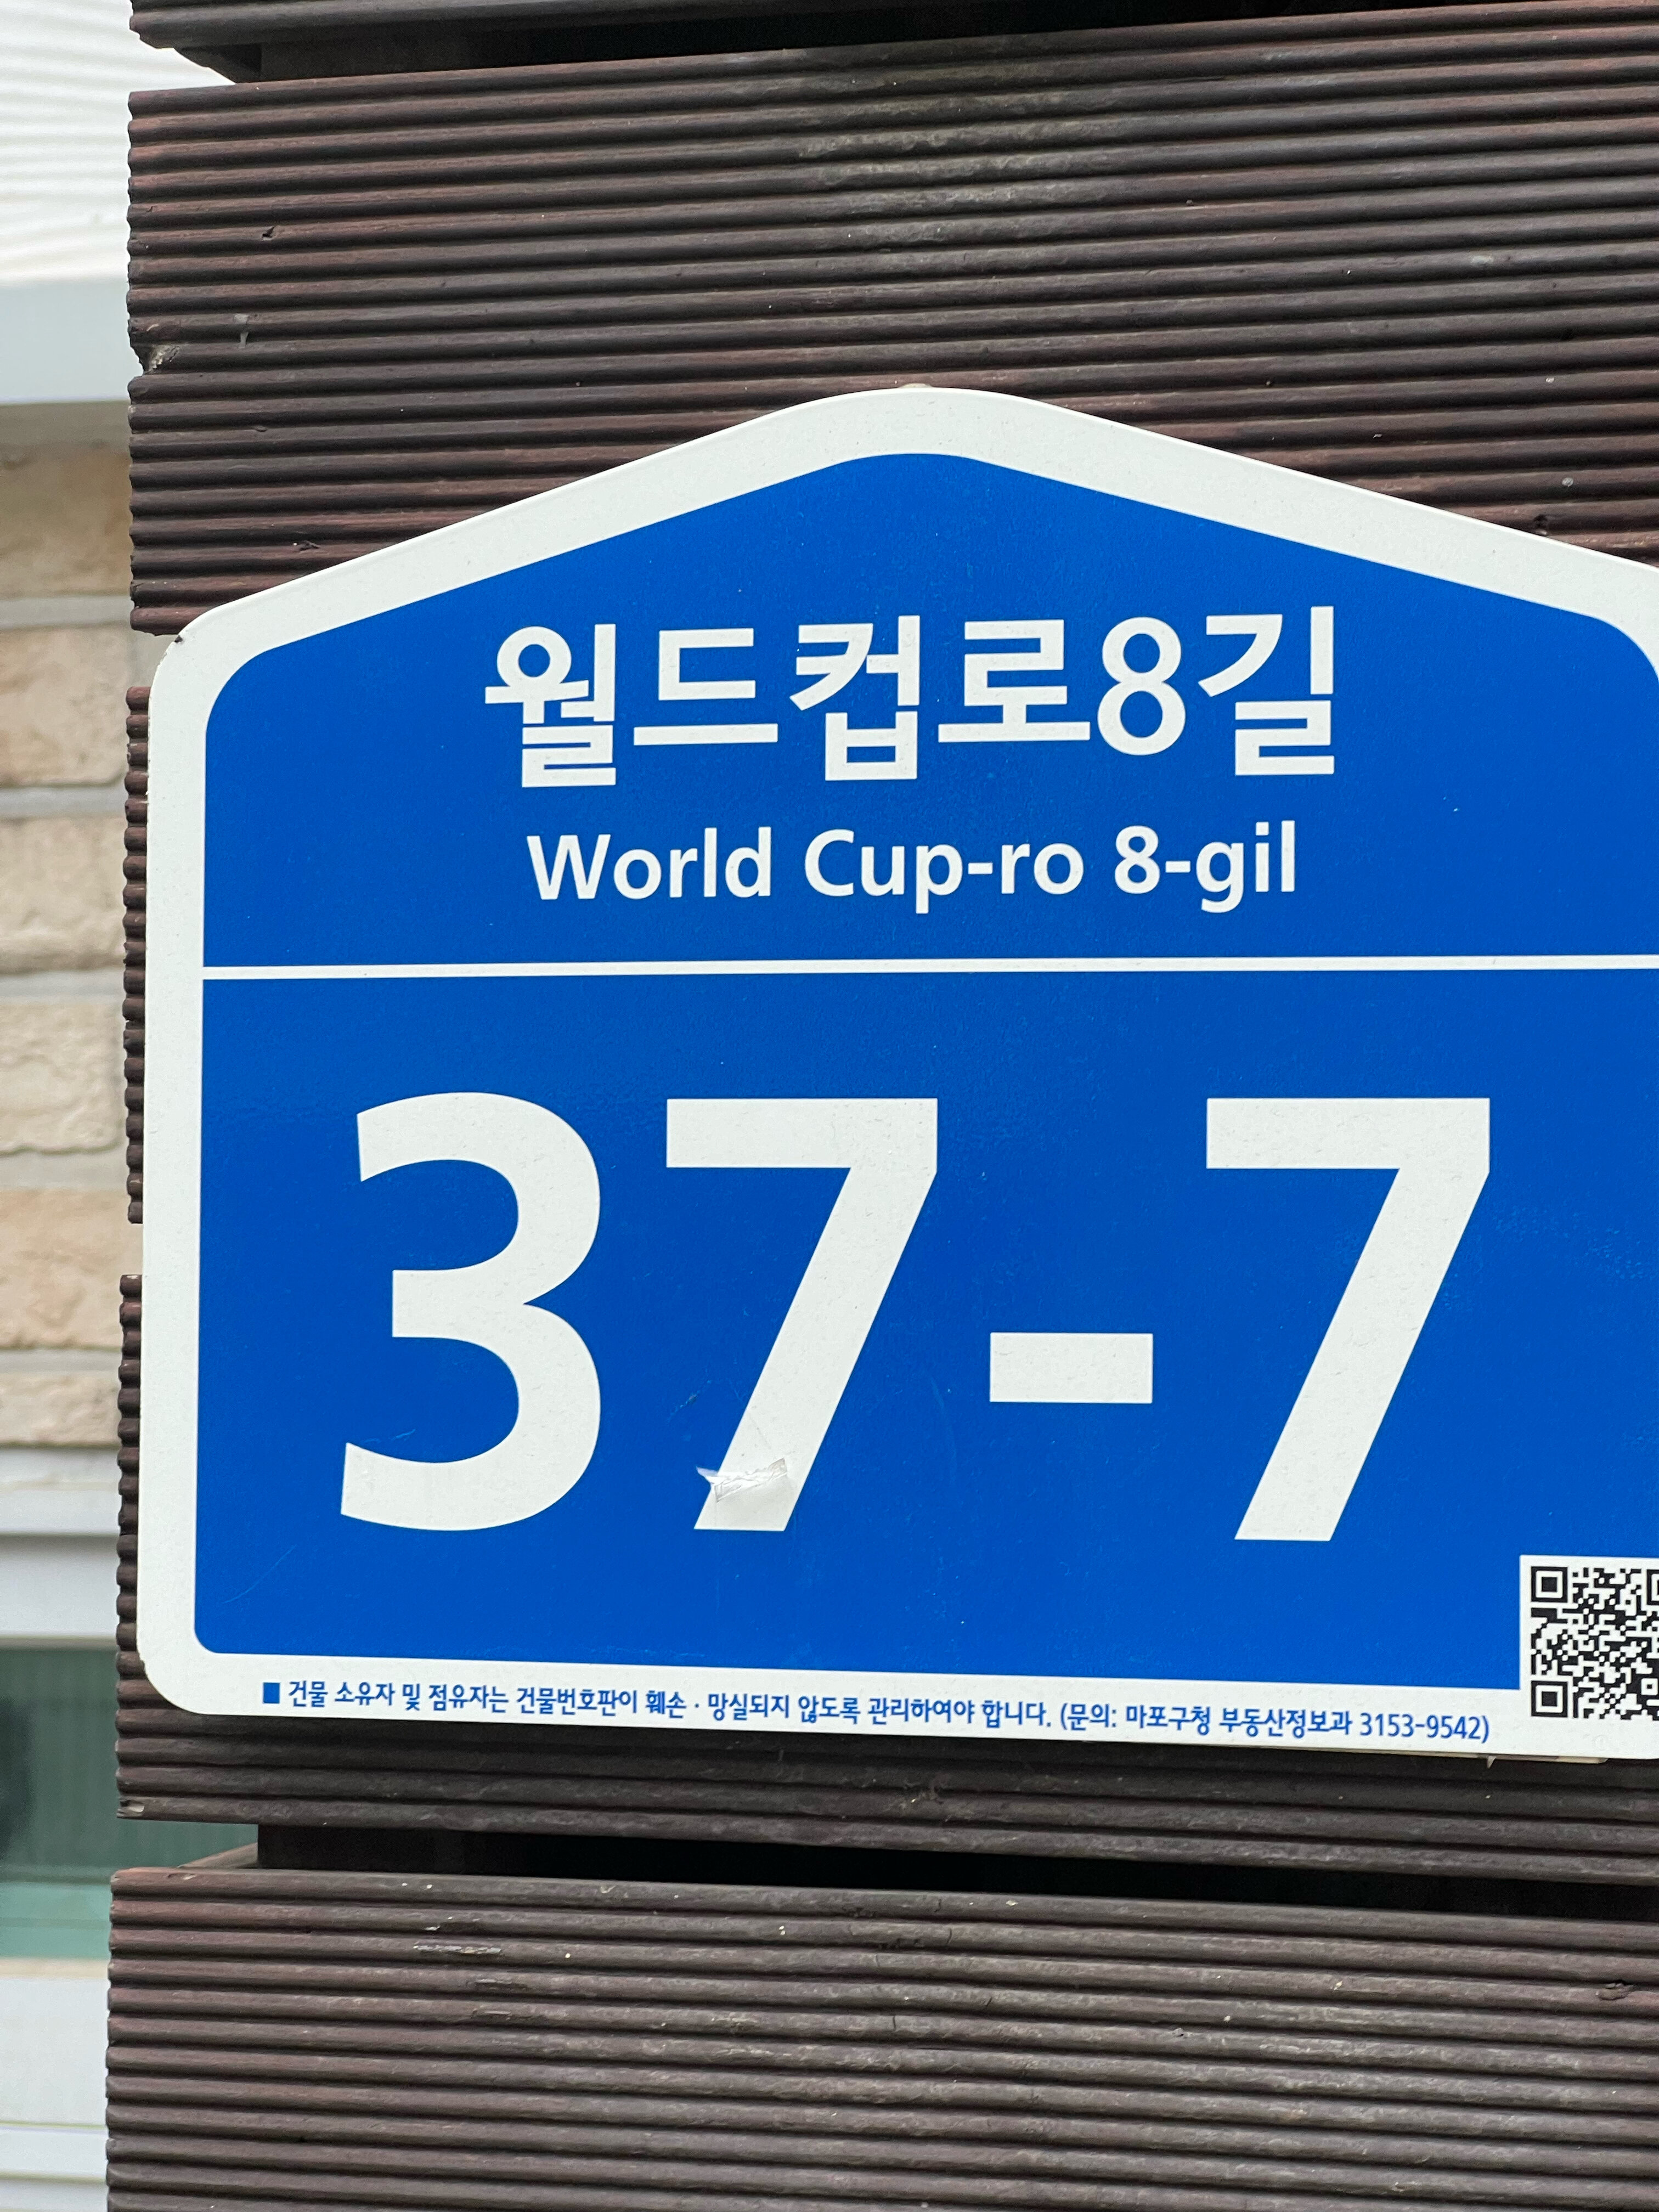 월드컵로8길
World Cup-ro 8-gil
37-7
■ 건물 소유자 및 점유자는 건물번호판이 훼손 · 망실되지 않도록 관리하여야 합니다. (문의: 마포구청 부동산정보과 3153-9542)